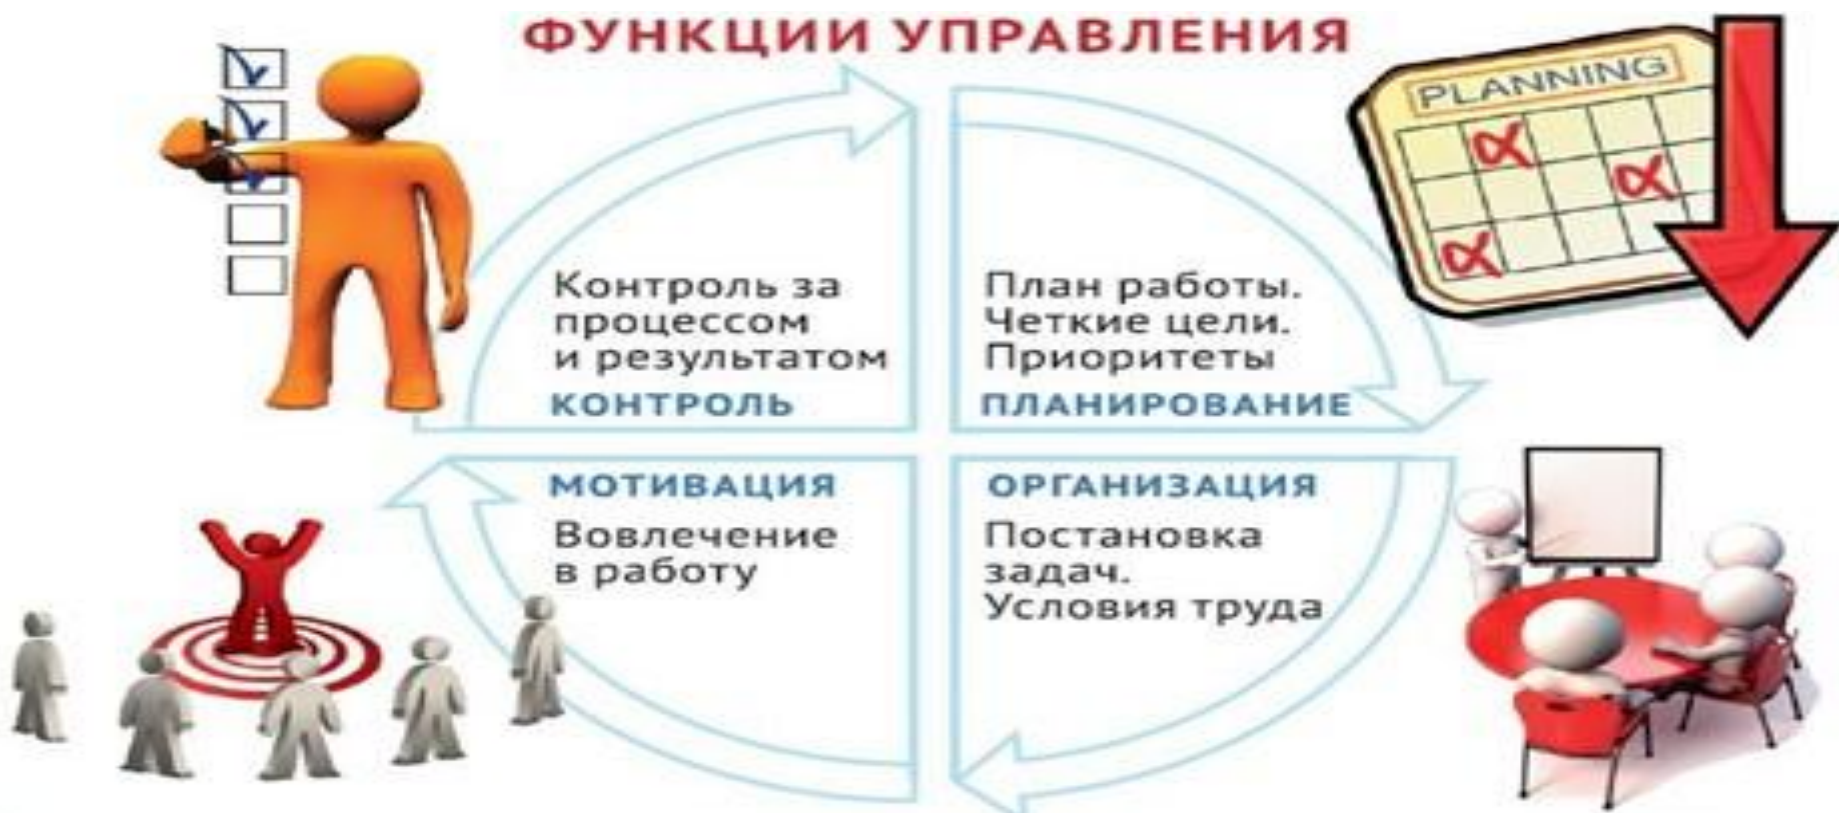 ФУНКЦИИ УПРАВЛЕНИЯ
PLANNING
Контроль за
процессом
и результатом
КОНТРОЛЬ
План работы.
Четкие цели.
Приоритеты
ПЛАНИРОВАНИЕ
МОТИВАЦИЯ
Вовлечение
в работу
ОРГАНИЗАЦИЯ
Постановка
задач.
Условия труда